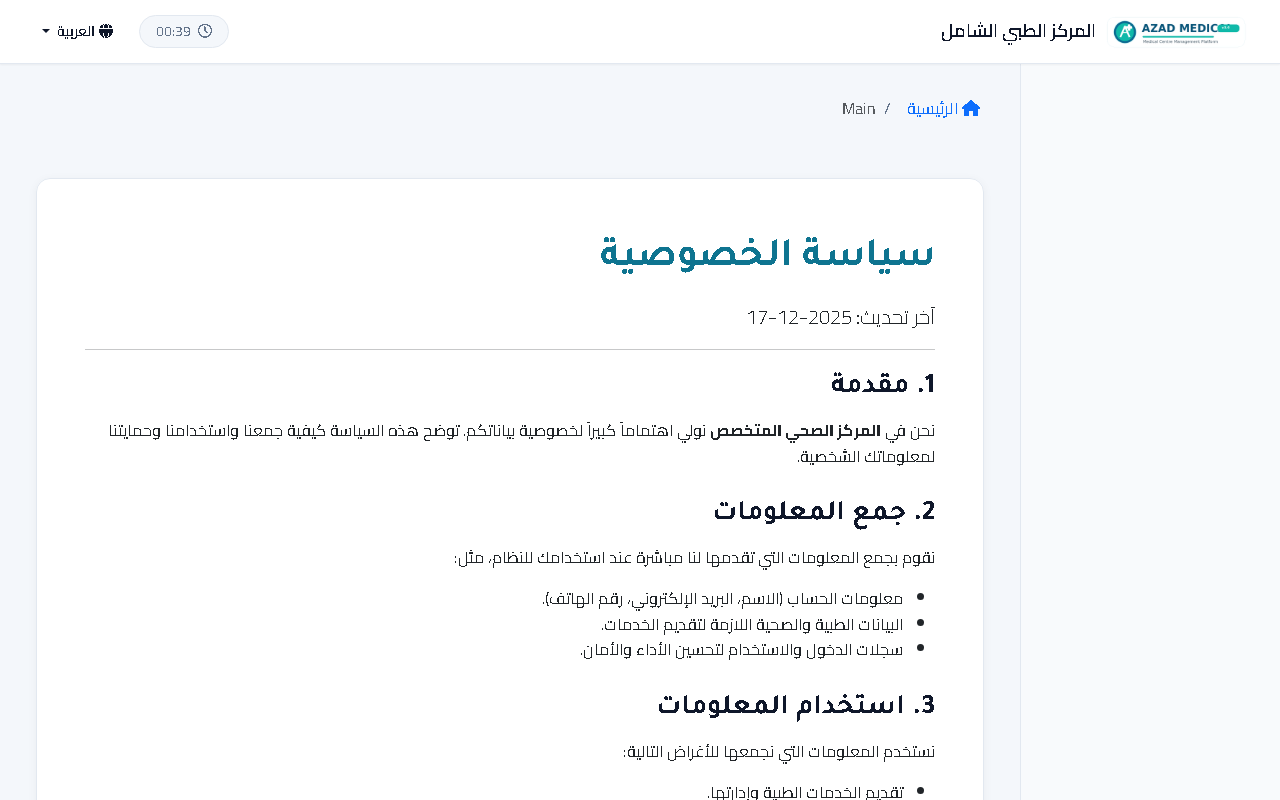 AZAD MEDIC
Medical Centre Management Platform
المركز الطبي الشامل
00:39
العربية
الرئيسية / Main
سياسة الخصوصية
آخر تحديث: 2025-12-17
1. مقدمة
نحن في المركز الصحي المتخصص نولي اهتماماً كبيراً لخصوصية بياناتكم. توضح هذه السياسة كيفية جمعنا واستخدامنا وحمايتنا
لمعلوماتك الشخصية.
2. جمع المعلومات
نقوم بجمع المعلومات التي تقدمها لنا مباشرة عند استخدامك للنظام، مثل:
معلومات الحساب (الاسم، البريد الإلكتروني، رقم الهاتف).
البيانات الطبية والصحية اللازمة لتقديم الخدمات.
سجلات الدخول والاستخدام لتحسين الأداء والأمان.
3. استخدام المعلومات
نستخدم المعلومات التي نجمعها للأغراض التالية:
تقديم الخدمات الطبية وإدارتها.